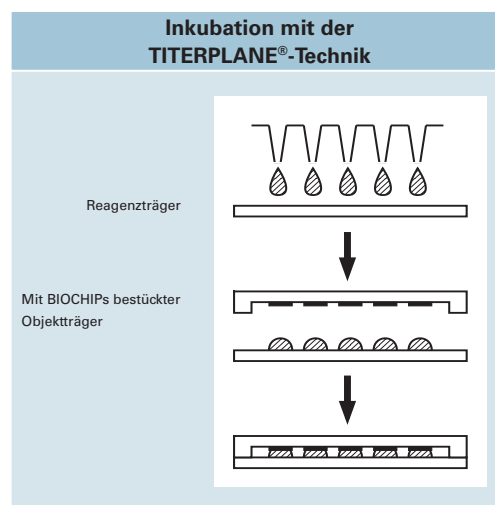 Inkubation mit der
TITERPLANE®-Technik
Reagenzträger
Mit BIOCHIPs bestückter
Objektträger